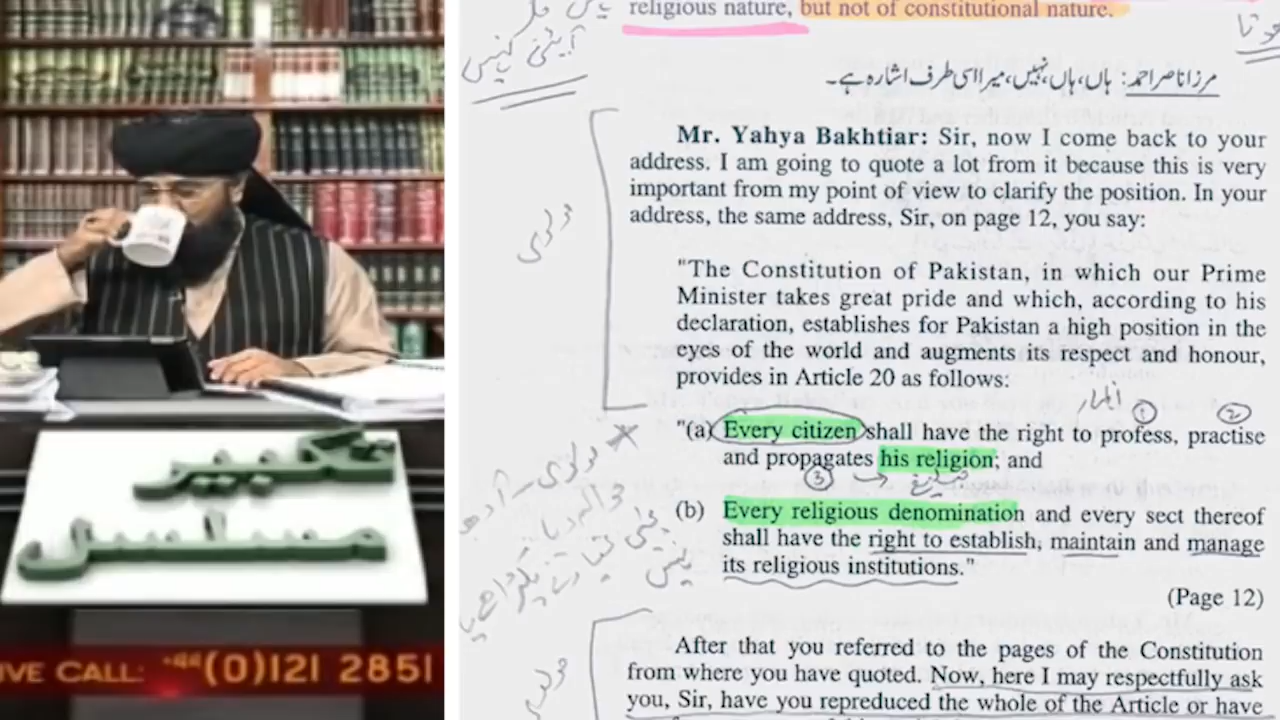 religious nature, but not of constitutional nature.
مرزا ناصر احمد: ہاں، ہاں، نہیں، میرا اسی طرف اشارہ ہے۔
Mr. Yahya Bakhtiar: Sir, now I come back to your
address. I am going to quote a lot from it because this is very
important from my point of view to clarify the position. In your
address, the same address, Sir, on page 12, you say:
"The Constitution of Pakistan, in which our Prime
Minister takes great pride and which, according to his
declaration, establishes for Pakistan a high position in the
eyes of the world and augments its respect and honour,
provides in Article 20 as follows:
اظہار
1 2
"(a) Every citizen shall have the right to profess, practise
and propagates his religion; and
3 تبلیغ
(b) Every religious denomination and every sect thereof
shall have the right to establish, maintain and manage
its religious institutions."
(Page 12)
After that you referred to the pages of the Constitution
from where you have quoted. Now, here I may respectfully ask
you, Sir, have you reproduced the whole of the Article or have
تکبیر
مسلسل
IVE CALL: +44(0)121 2851